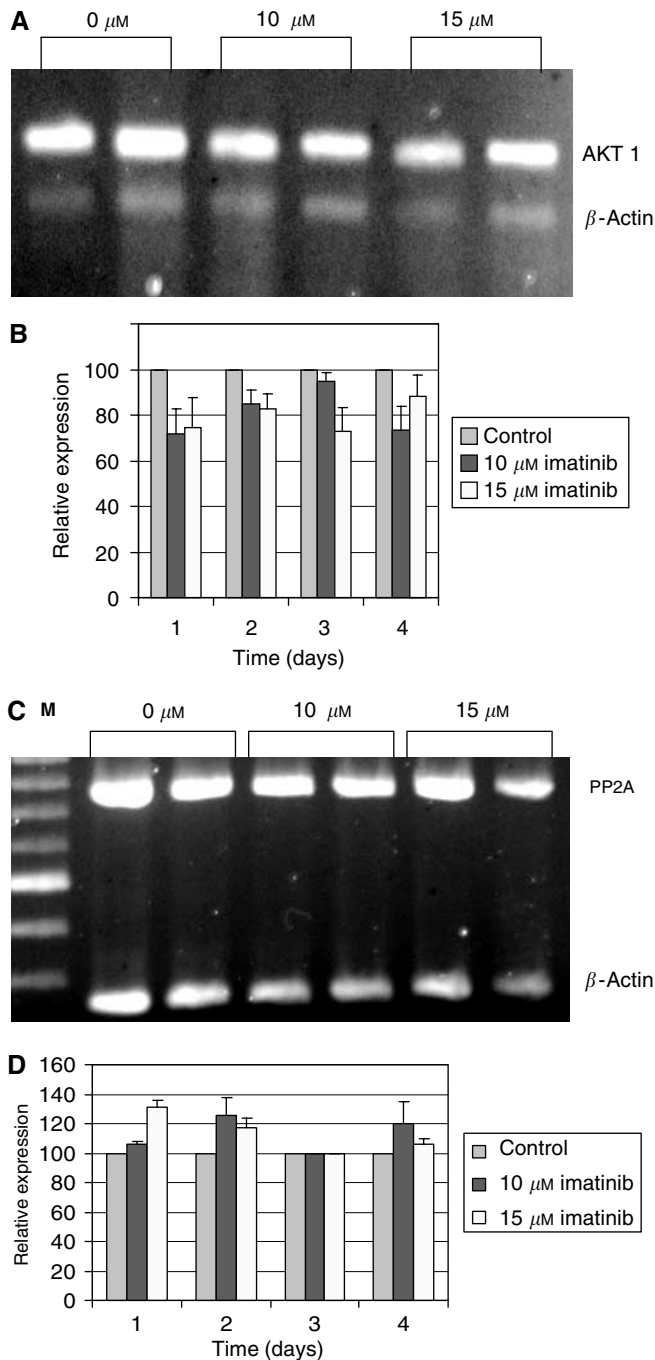 A
0 μM 10 μM 15 μM
AKT 1
β-Actin
B
Relative expression
100
80
60
40
20
0
1 2 3 4
Time (days)
Control
10 μM imatinib
15 μM imatinib
C M 0 μM 10 μM 15 μM
PP2A
β-Actin
D
Relative expression
160
140
120
100
80
60
40
20
0
1 2 3 4
Time (days)
Control
10 μM imatinib
15 μM imatinib